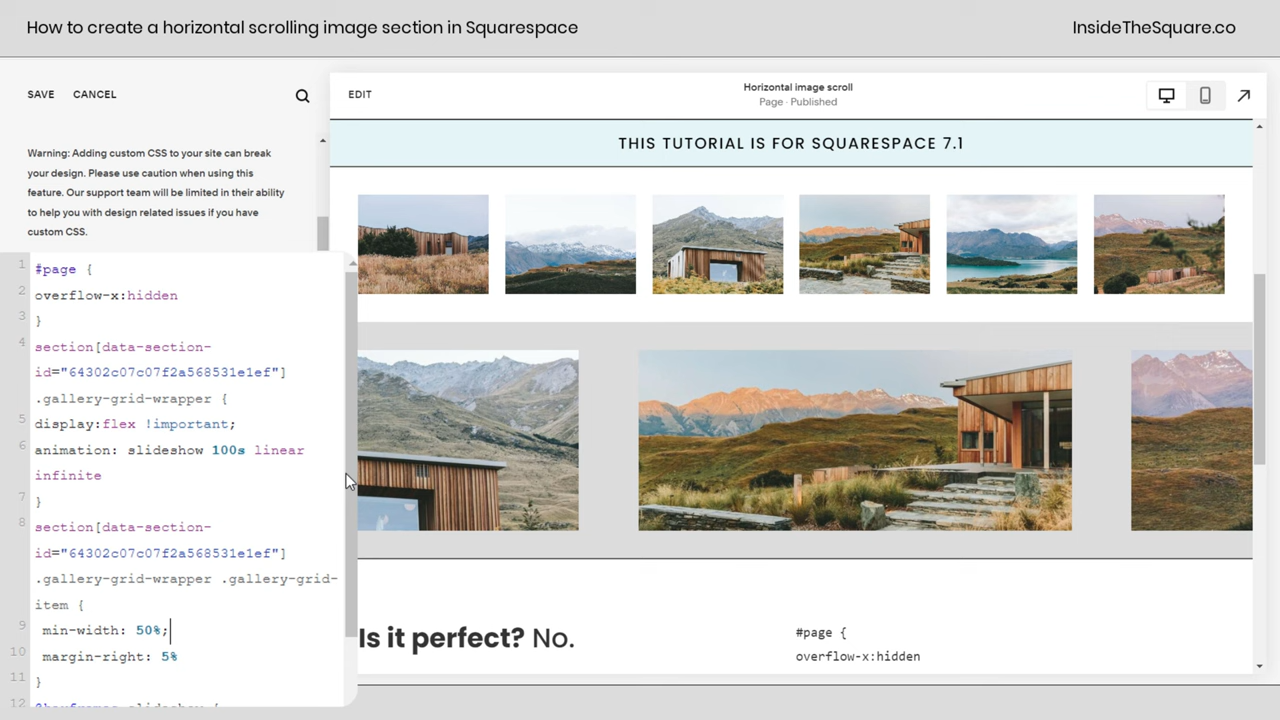 How to create a horizontal scrolling image section in Squarespace
InsideTheSquare.co
SAVE CANCEL
EDIT
Horizontal image scroll
Page · Published
Warning: Adding custom CSS to your site can break
your design. Please use caution when using this
feature. Our support team will be limited in their ability
to help you with design related issues if you have
custom CSS.
THIS TUTORIAL IS FOR SQUARESPACE 7.1
1 #page {
2 overflow-x:hidden
3 }
4 section[data-section-
id="64302c07c07f2a568531e1ef"]
.gallery-grid-wrapper {
5 display:flex !important;
6 animation: slideshow 100s linear
infinite
7 }
8 section[data-section-
id="64302c07c07f2a568531e1ef"]
.gallery-grid-wrapper .gallery-grid-
item {
9 min-width: 50%;
10 margin-right: 5%
11 }
12 @keyframes slideshow {
Is it perfect? No.
#page {
overflow-x:hidden